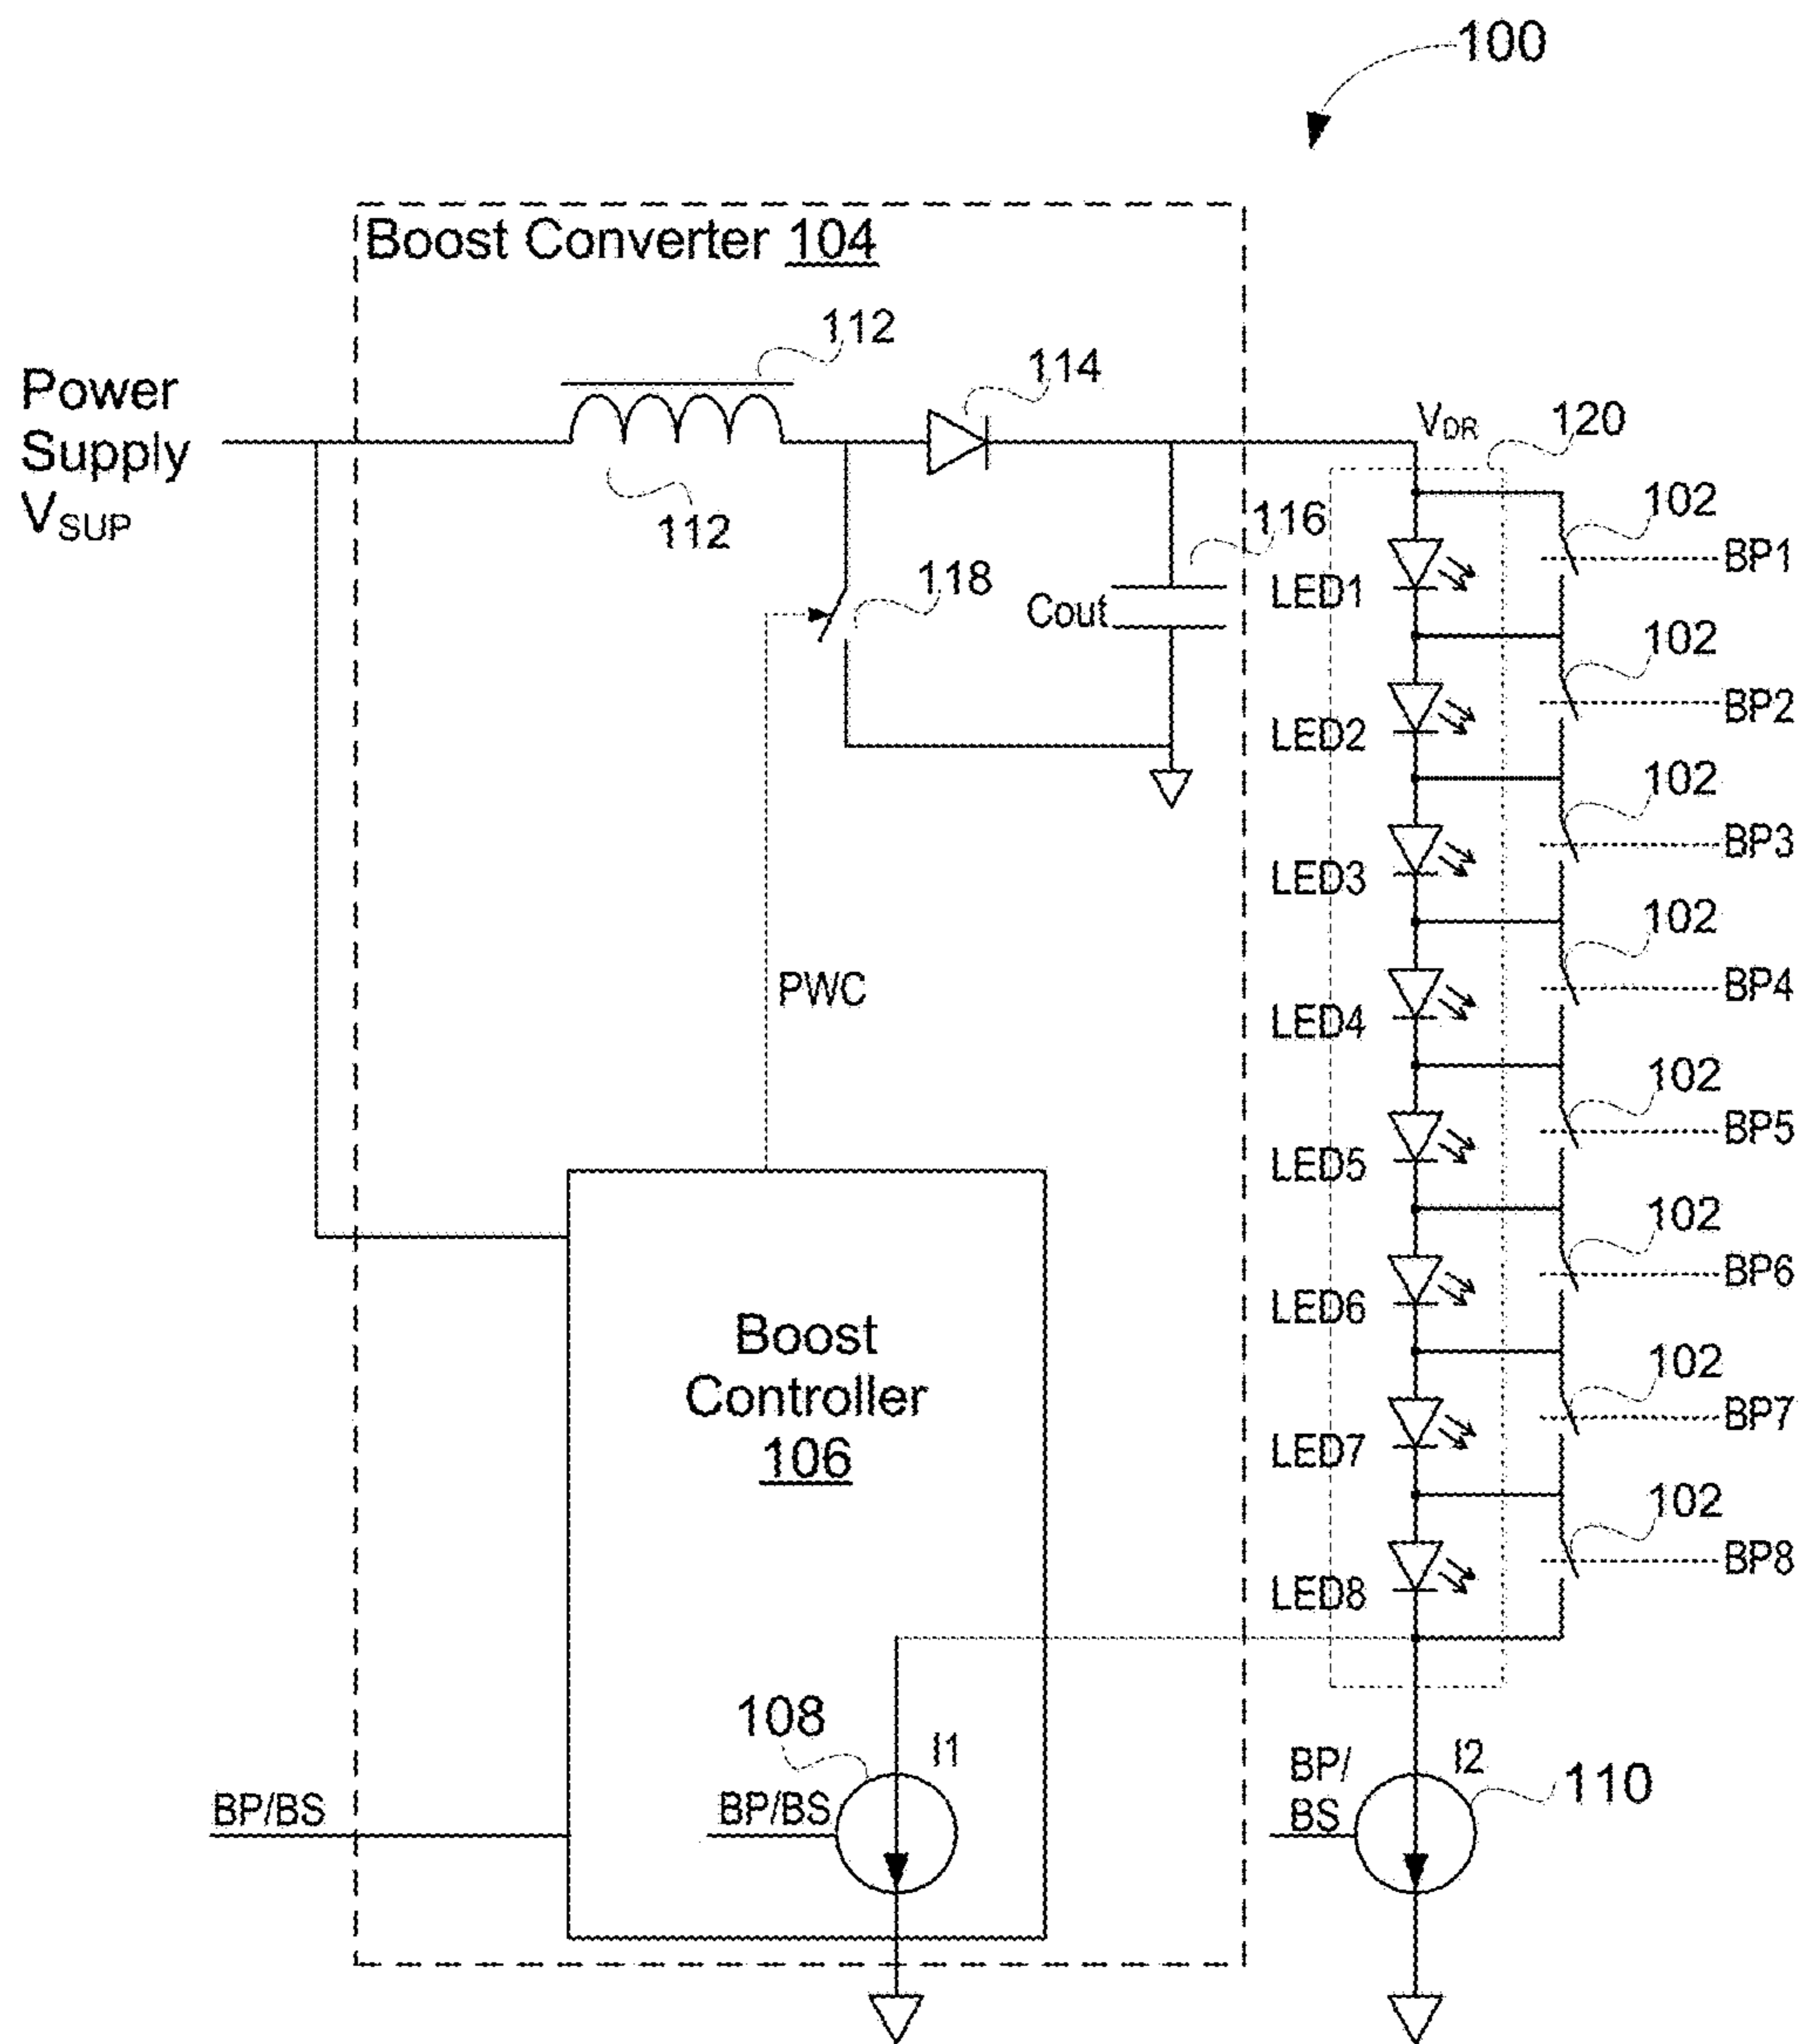 100
Boost Converter 104
112
114
Power
Supply
VSUP
112
VDR
120
102
116
BP1
118
Cout
LED1
102
BP2
LED2
102
BP3
LED3
102
PWC
BP4
LED4
102
BP5
LED5
102
BP6
LED6
Boost
Controller
106
102
BP7
LED7
102
BP8
LED8
108
I1
BP/
BS
I2
110
BP/BS
BP/BS